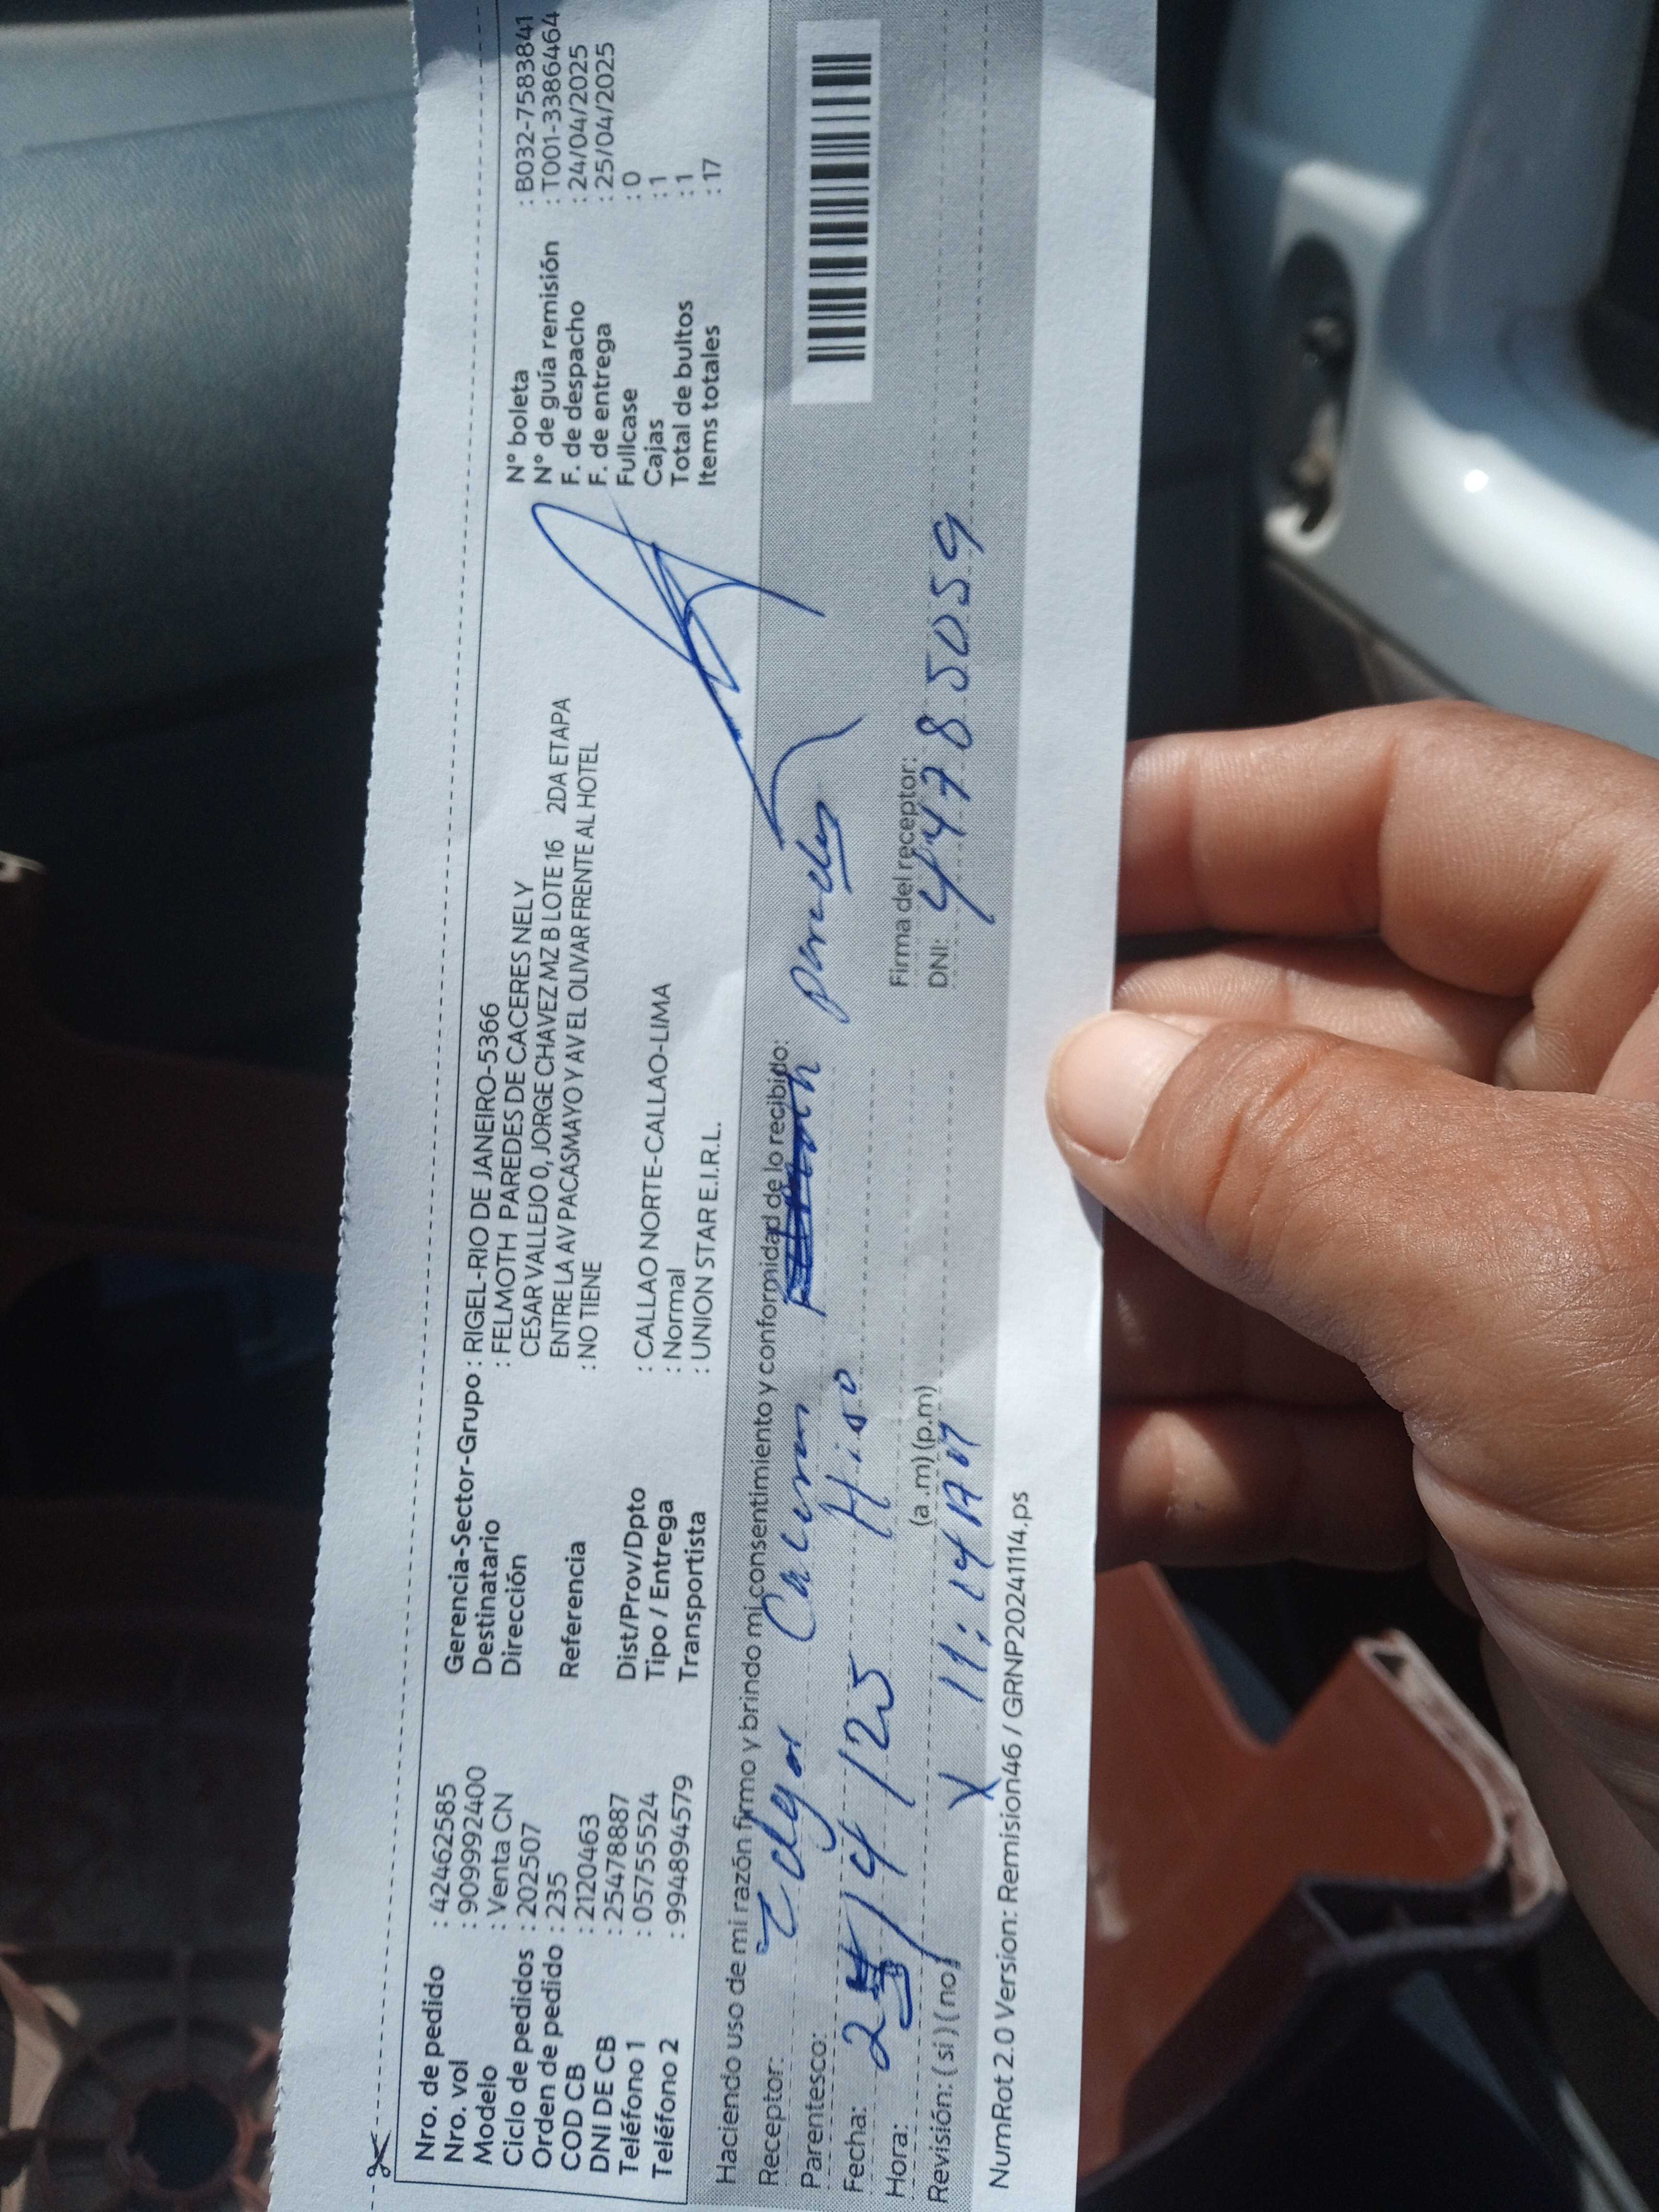 Nro. de pedido : 42462585
Nro. vol : 909992400
Modelo : Venta CN
Ciclo de pedidos : 202507
Orden de pedido : 235
COD CB : 2120463
DNI DE CB : 25478887
Teléfono 1 : 05755524
Teléfono 2 : 994894579
Gerencia-Sector-Grupo : RIGEL-RIO DE JANEIRO-5366
Destinatario : FELMOTH PAREDES DE CACERES NELY
Dirección CESAR VALLEJO 0, JORGE CHAVEZ MZ B LOTE 16 2DA ETAPA
ENTRE LA AV PACASMAYO Y AV EL OLIVAR FRENTE AL HOTEL
Referencia : NO TIENE
Dist/Prov/Dpto : CALLAO NORTE-CALLAO-LIMA
Tipo / Entrega : Normal
Transportista : UNION STAR E.I.R.L.
N° boleta : B032-7583841
N° de guía remisión : T001-3386464
F. de despacho : 24/04/2025
F. de entrega : 25/04/2025
Fullcase : 0
Cajas : 1
Total de bultos : 1
Items totales : 17
Haciendo uso de mi razón firmo y brindo mi consentimiento y conformidad de lo recibido:
Receptor: Edgar paredes
Parentesco: Hijo
Fecha: 25/4/25
Hora: (a .m) (p.m) Firma del receptor:
Revisión: ( si ) ( no ) X 11:14 AM DNI: 44785059
NumRot 2.0 Version: Remision46 / GRNP20241114.ps